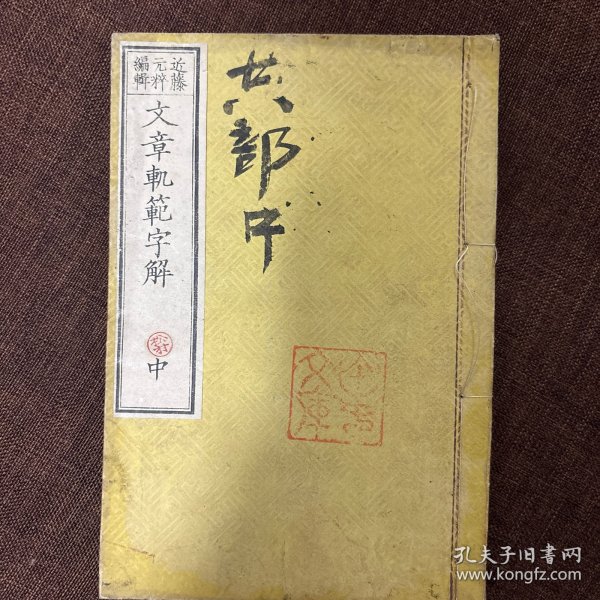 近藤
元粹
編輯
文章軌範字解
中
共部中
孔夫子旧书网
www.kongfz.com